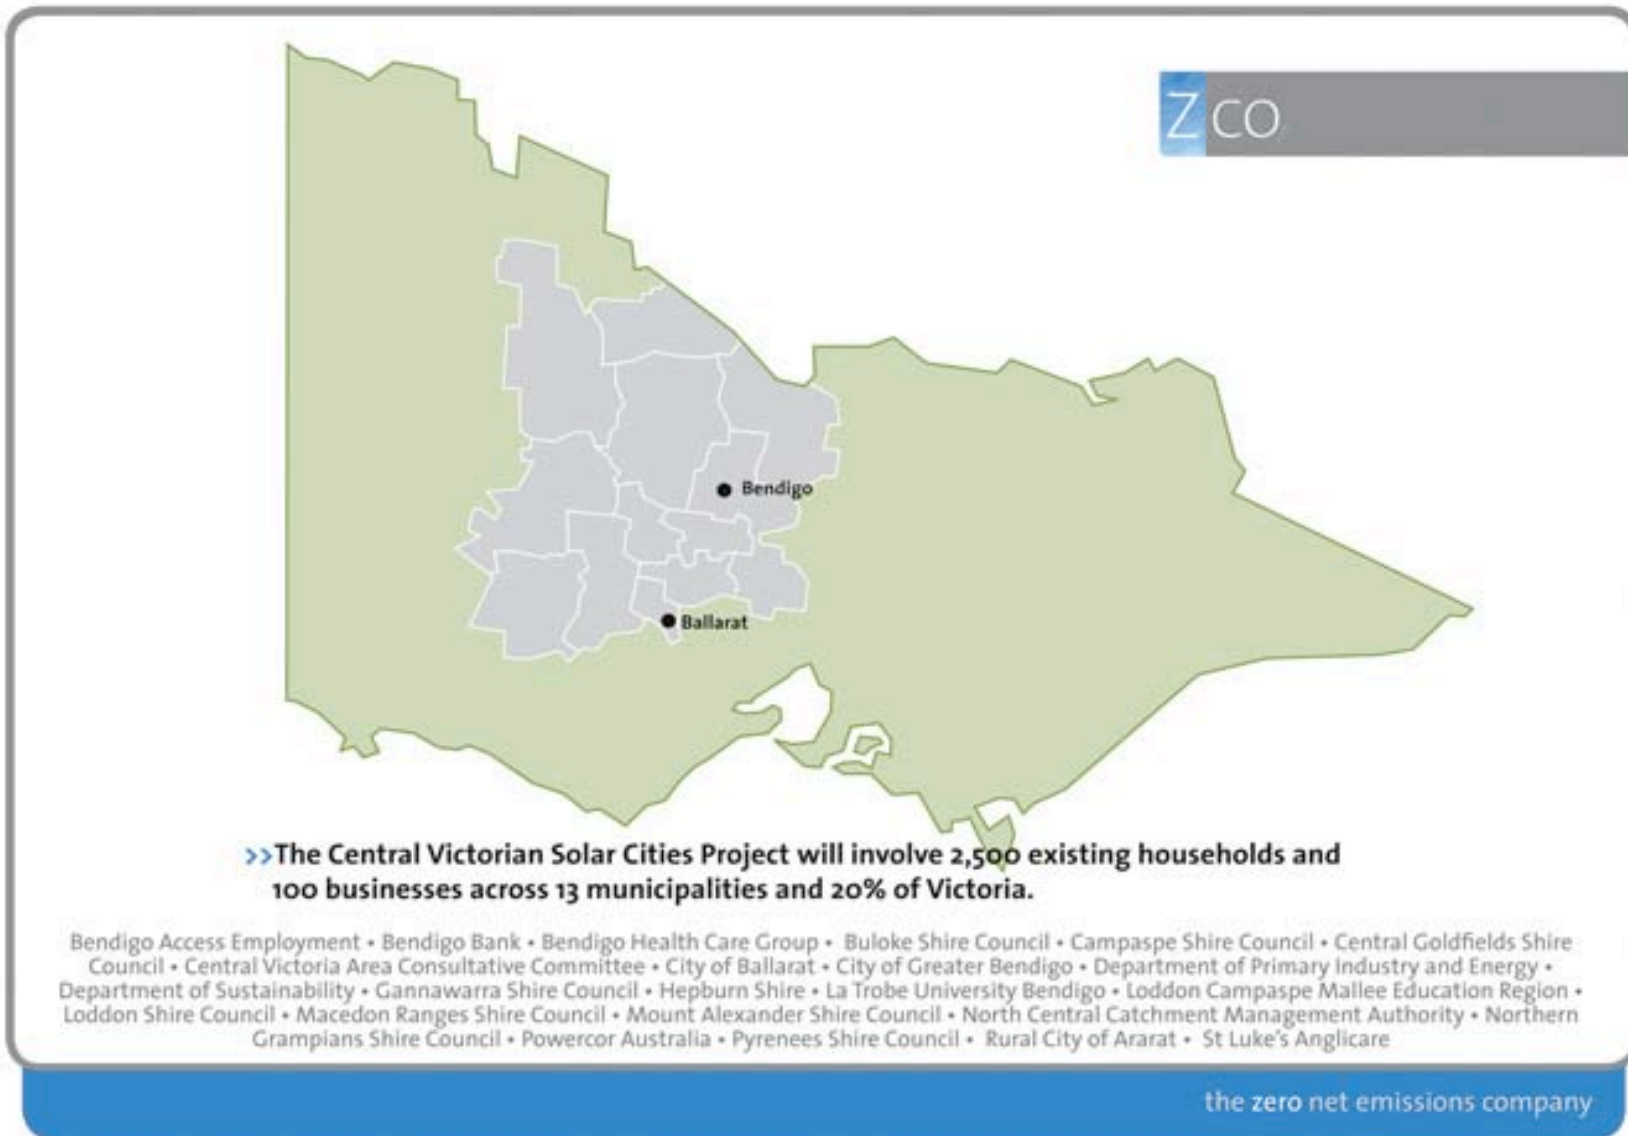 Z CO
Bendigo
Ballarat
>>The Central Victorian Solar Cities Project will involve 2,500 existing households and
100 businesses across 13 municipalities and 20% of Victoria.
Bendigo Access Employment • Bendigo Bank • Bendigo Health Care Group • Buloke Shire Council • Campaspe Shire Council • Central Goldfields Shire
Council • Central Victoria Area Consultative Committee • City of Ballarat • City of Greater Bendigo • Department of Primary Industry and Energy •
Department of Sustainability • Gannawarra Shire Council • Hepburn Shire • La Trobe University Bendigo • Loddon Campaspe Mallee Education Region •
Loddon Shire Council • Macedon Ranges Shire Council • Mount Alexander Shire Council • North Central Catchment Management Authority • Northern
Grampians Shire Council • Powercor Australia • Pyrenees Shire Council • Rural City of Ararat • St Luke's Anglicare
the zero net emissions company